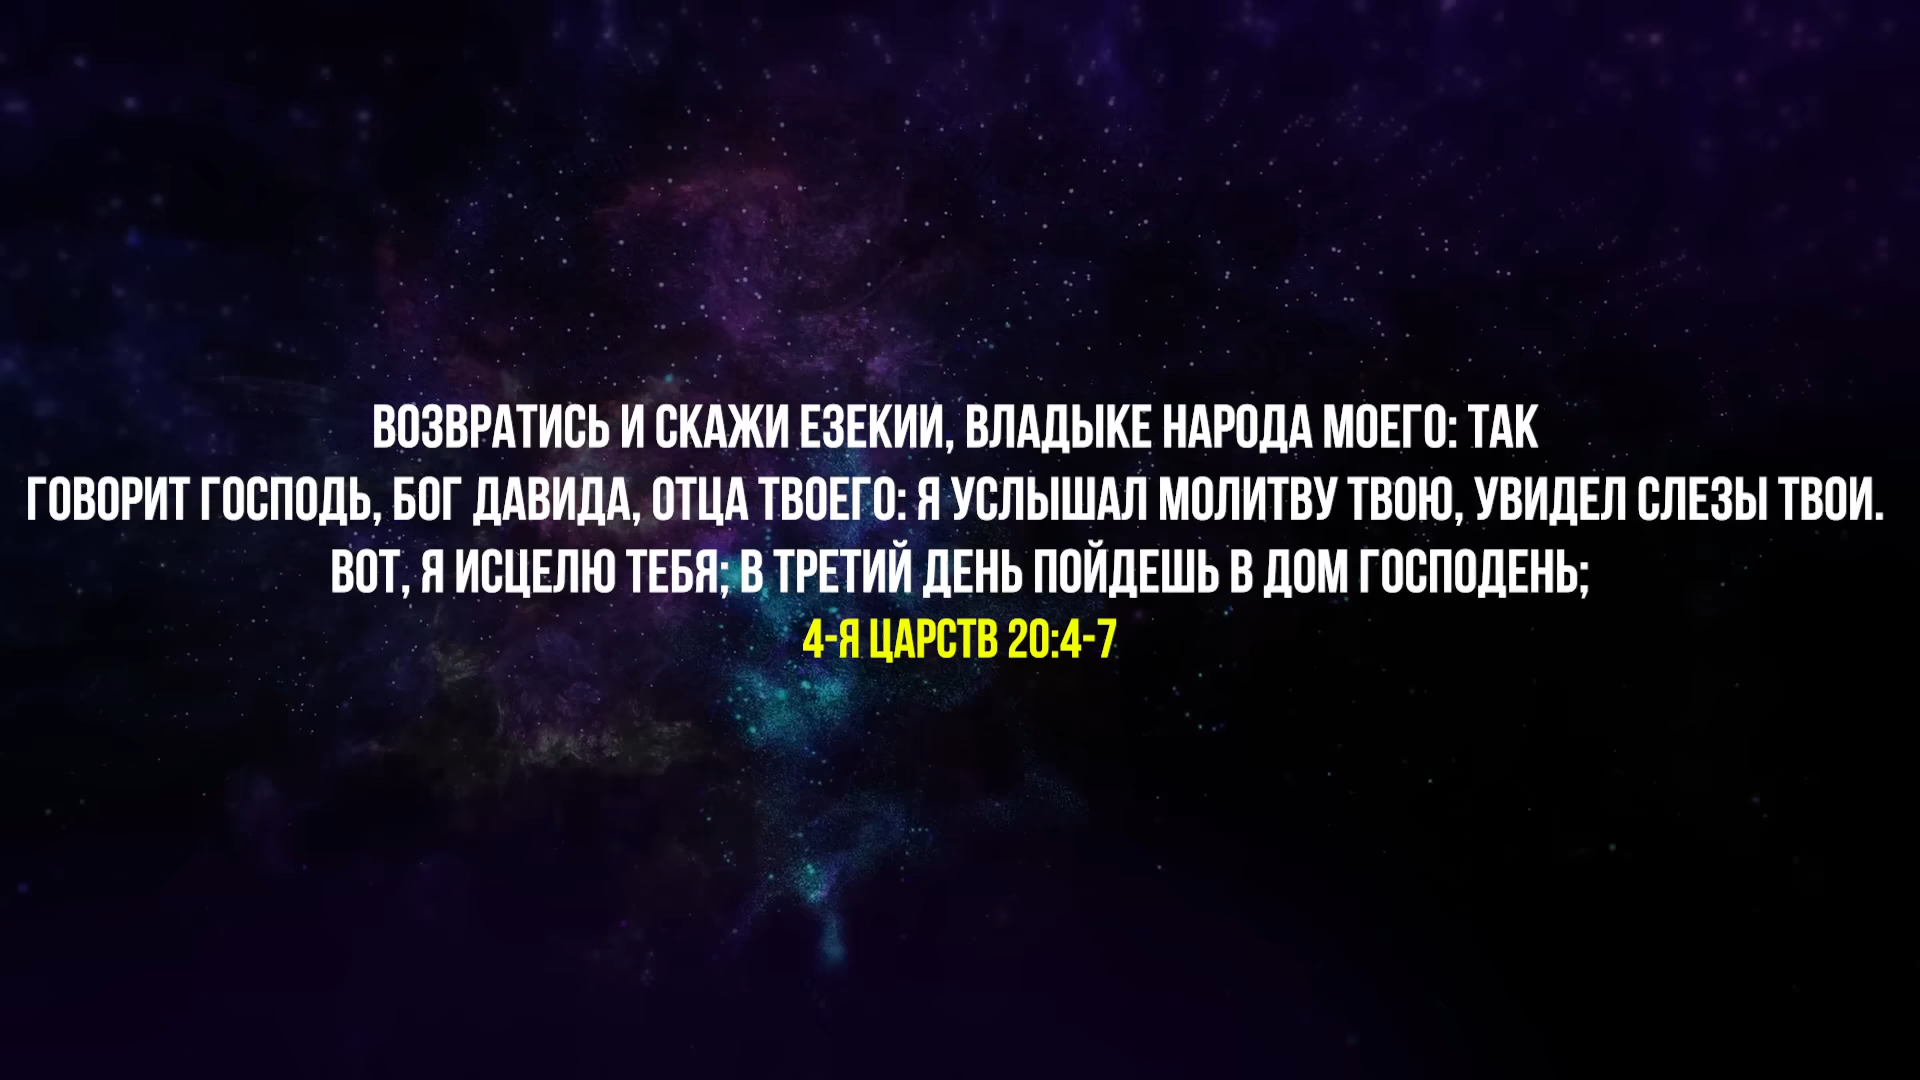 ВОЗВРАТИСЬ И СКАЖИ ЕЗЕКИИ, ВЛАДЫКЕ НАРОДА МОЕГО: ТАК
ГОВОРИТ ГОСПОДЬ, БОГ ДАВИДА, ОТЦА ТВОЕГО: Я УСЛЫШАЛ МОЛИТВУ ТВОЮ, УВИДЕЛ СЛЕЗЫ ТВОИ.
ВОТ, Я ИСЦЕЛЮ ТЕБЯ; В ТРЕТИЙ ДЕНЬ ПОЙДЕШЬ В ДОМ ГОСПОДЕНЬ;
4-Я ЦАРСТВ 20:4-7